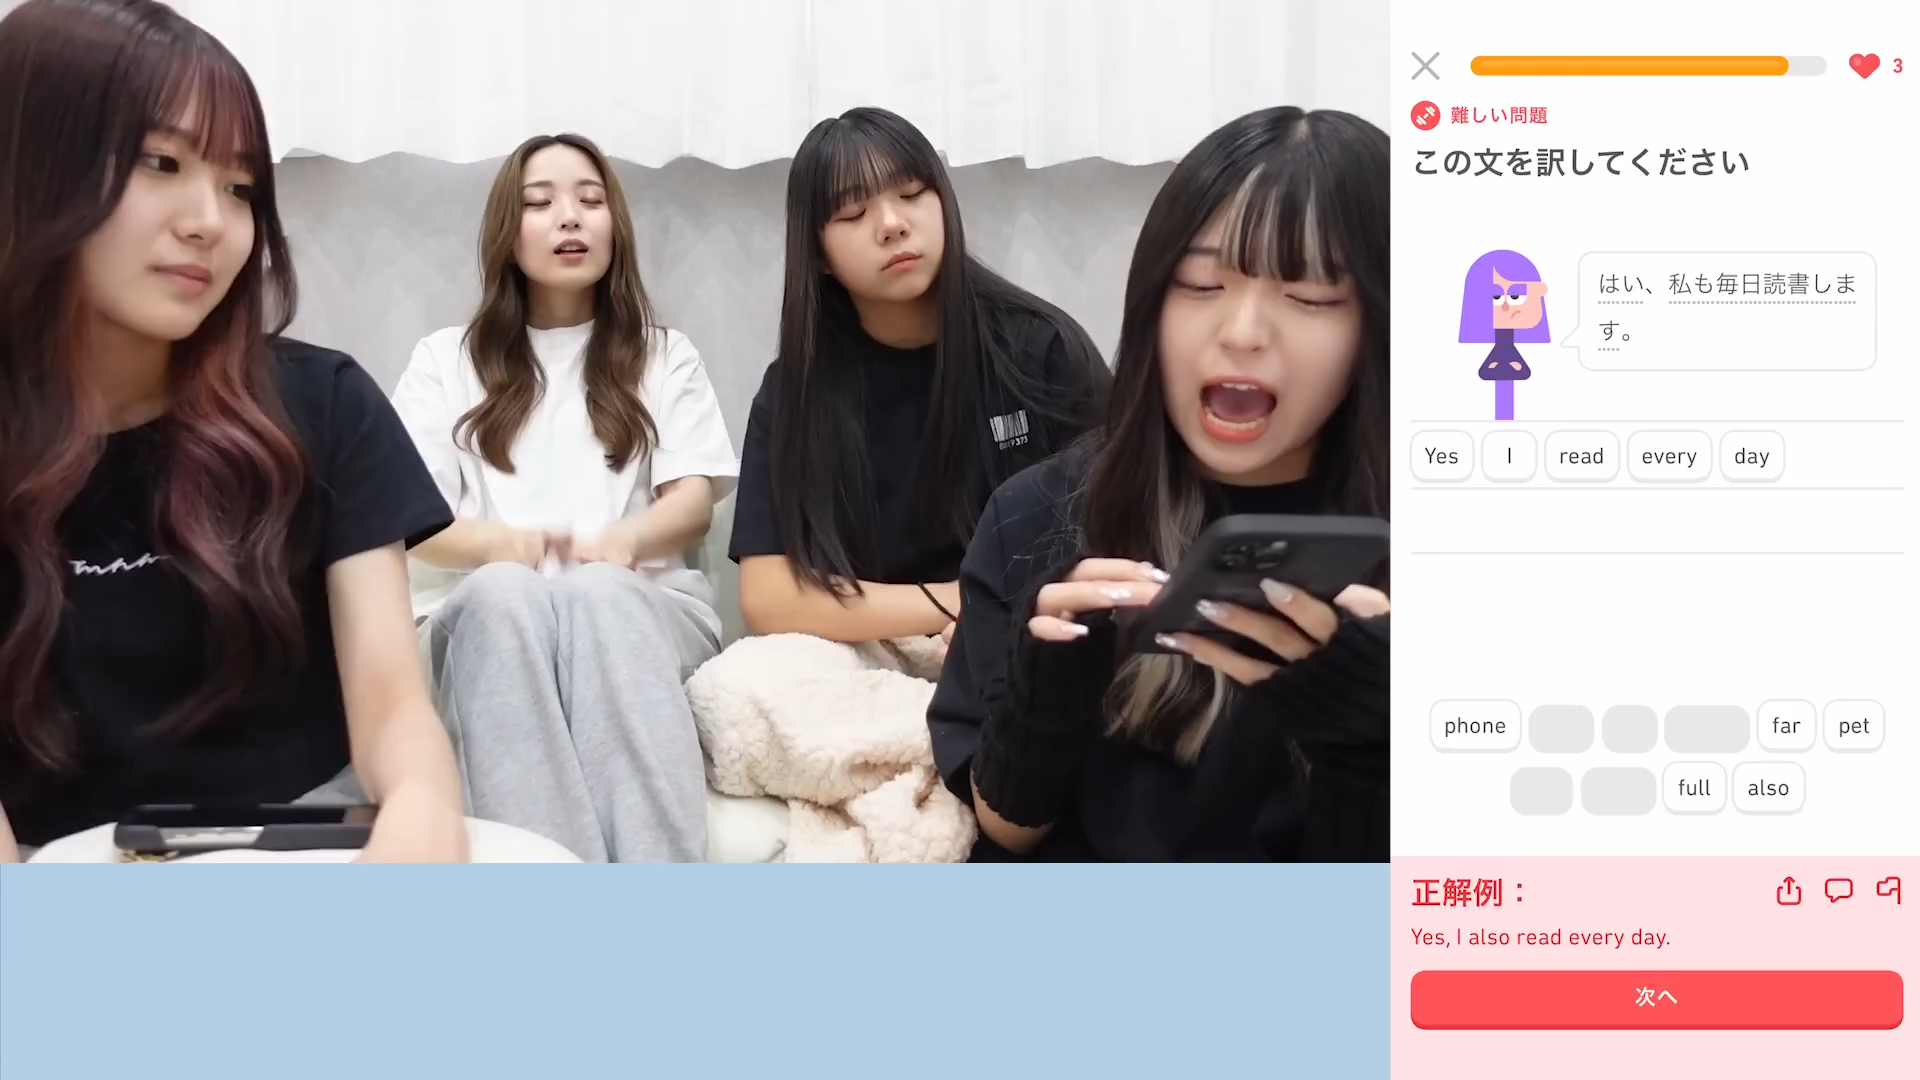 3
難しい問題
この文を訳してください
はい、私も毎日読書しま
す。
Yes I read every day
phone far pet
full also
正解例：
Yes, I also read every day.
次へ